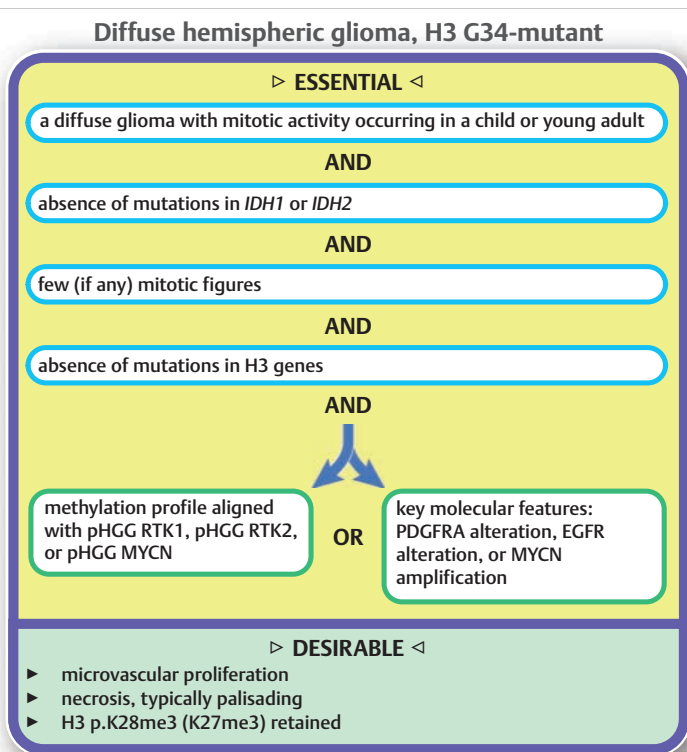 Diffuse hemispheric glioma, H3 G34-mutant
▷ ESSENTIAL ◁
a diffuse glioma with mitotic activity occurring in a child or young adult
AND
absence of mutations in IDH1 or IDH2
AND
few (if any) mitotic figures
AND
absence of mutations in H3 genes
AND
methylation profile aligned
with pHGG RTK1, pHGG RTK2,
or pHGG MYCN
OR
key molecular features:
PDGFRA alteration, EGFR
alteration, or MYCN
amplification
▷ DESIRABLE ◁
► microvascular proliferation
► necrosis, typically palisading
► H3 p.K28me3 (K27me3) retained